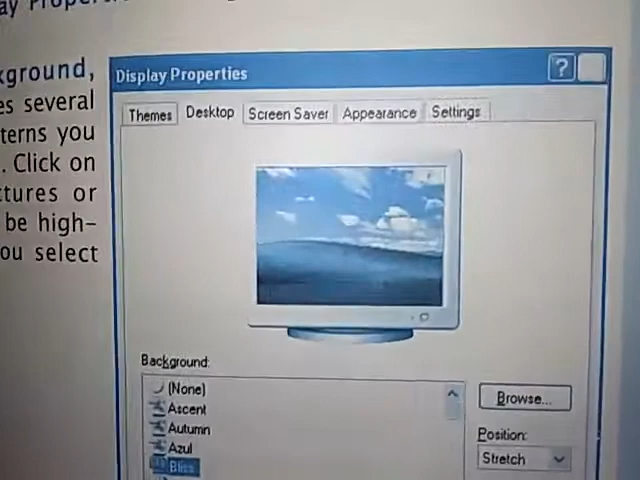 kground,
es several
terns you
. Click on
tures or
be high-
ou select
Display Properties
?
Themes Desktop Screen Saver Appearance Settings
Background:
(None)
Ascent
Autumn
Azul
Bliss
Browse...
Position:
Stretch